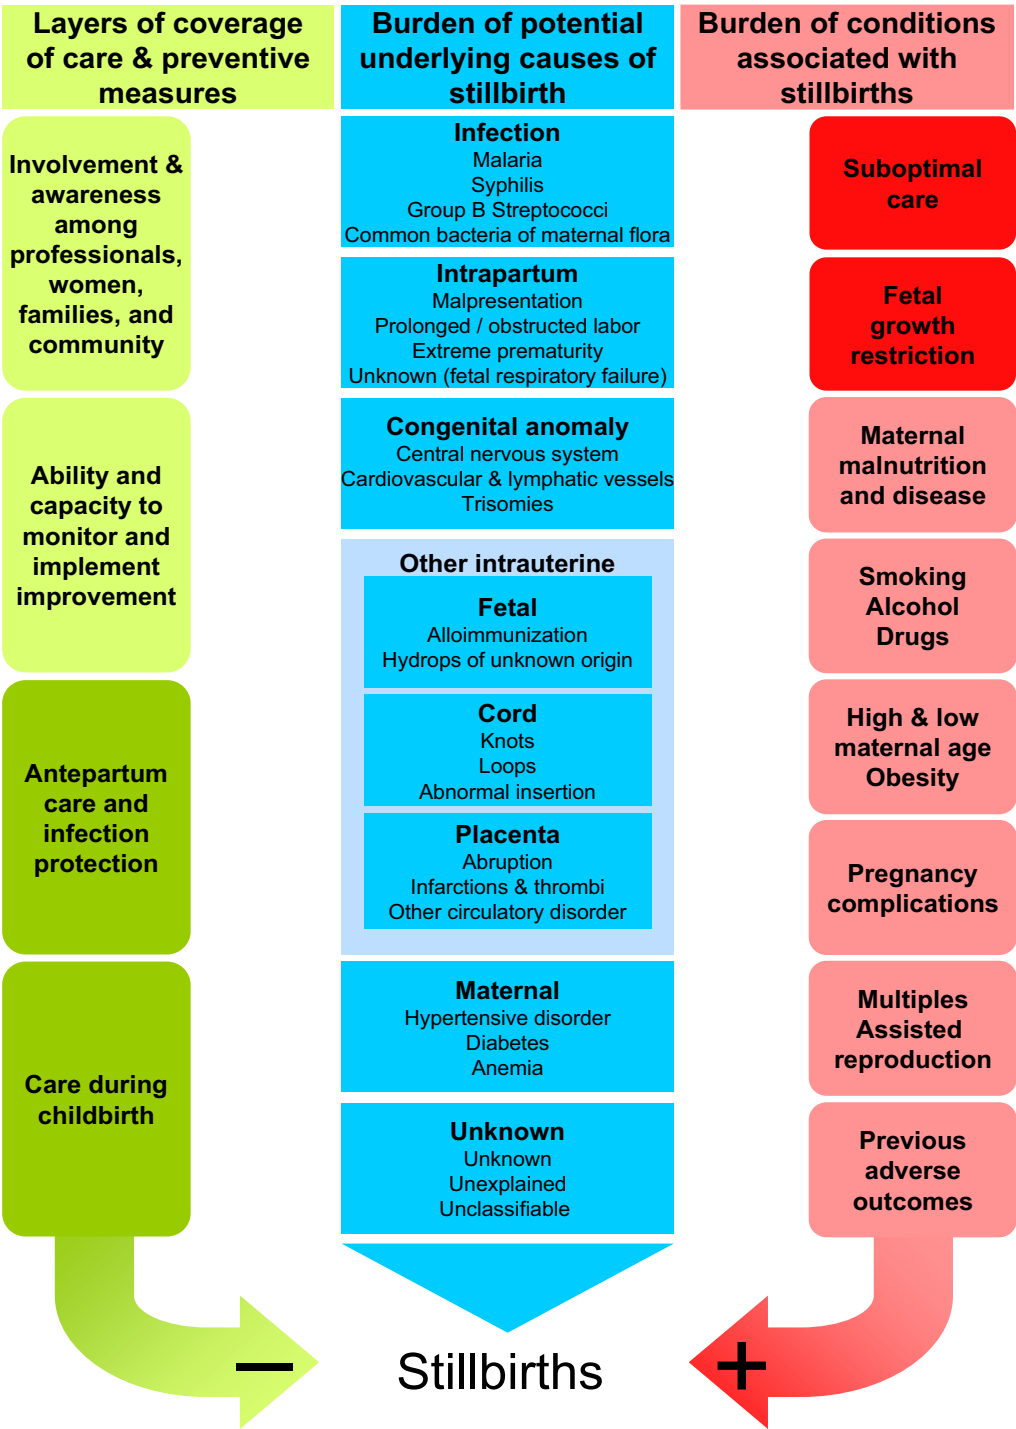 Layers of coverage
of care & preventive
measures
Involvement &
awareness
among
professionals,
women,
families, and
community
Ability and
capacity to
monitor and
implement
improvement
Antepartum
care and
infection
protection
Care during
childbirth
Burden of potential
underlying causes of
stillbirth
Infection
Malaria
Syphilis
Group B Streptococci
Common bacteria of maternal flora
Intrapartum
Malpresentation
Prolonged / obstructed labor
Extreme prematurity
Unknown (fetal respiratory failure)
Congenital anomaly
Central nervous system
Cardiovascular & lymphatic vessels
Trisomies
Other intrauterine
Fetal
Alloimmunization
Hydrops of unknown origin
Cord
Knots
Loops
Abnormal insertion
Placenta
Abruption
Infarctions & thrombi
Other circulatory disorder
Maternal
Hypertensive disorder
Diabetes
Anemia
Unknown
Unknown
Unexplained
Unclassifiable
Burden of conditions
associated with
stillbirths
Suboptimal
care
Fetal
growth
restriction
Maternal
malnutrition
and disease
Smoking
Alcohol
Drugs
High & low
maternal age
Obesity
Pregnancy
complications
Multiples
Assisted
reproduction
Previous
adverse
outcomes
− Stillbirths +